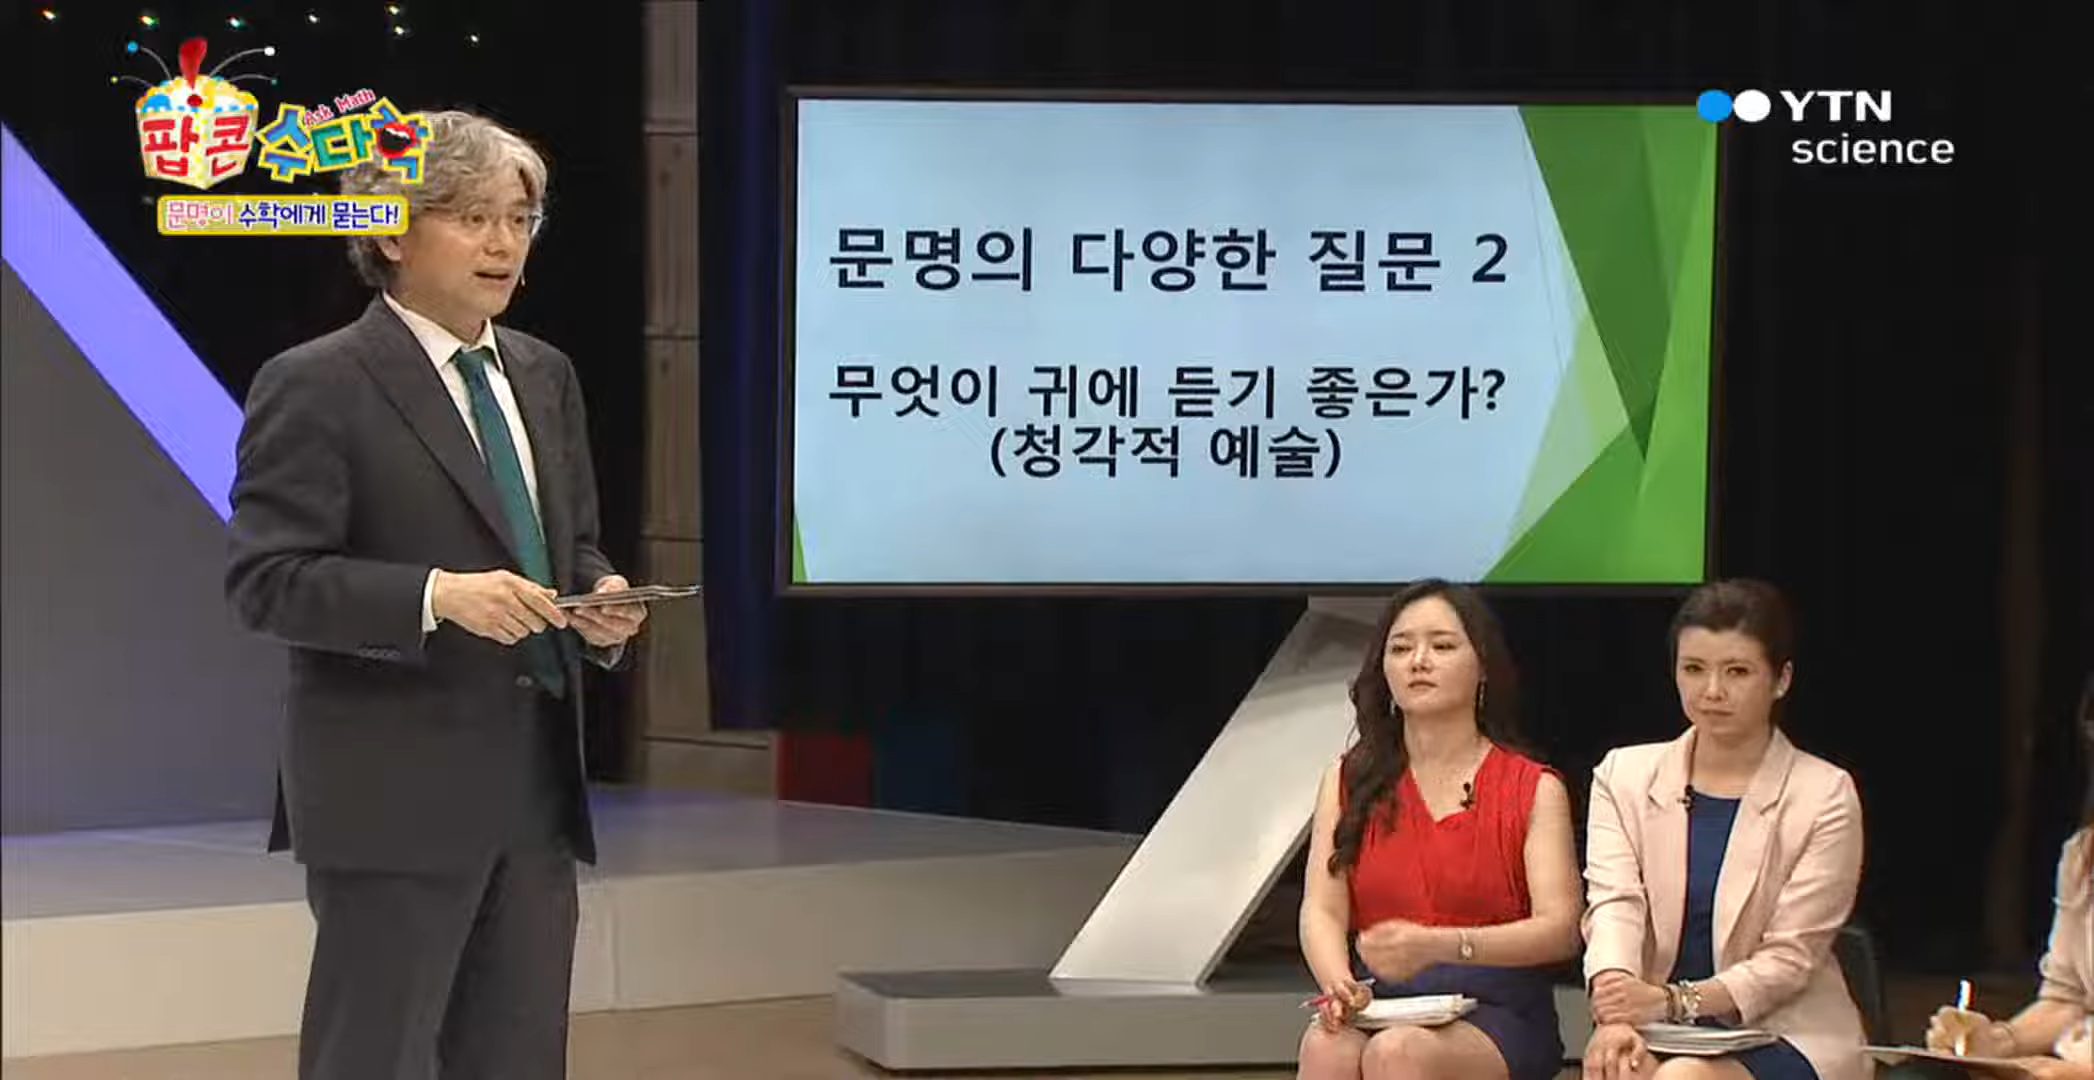 Ask Math
팝콘 수다학
문명이 수학에게 묻는다!
YTN
science
문명의 다양한 질문 2
무엇이 귀에 듣기 좋은가?
(청각적 예술)